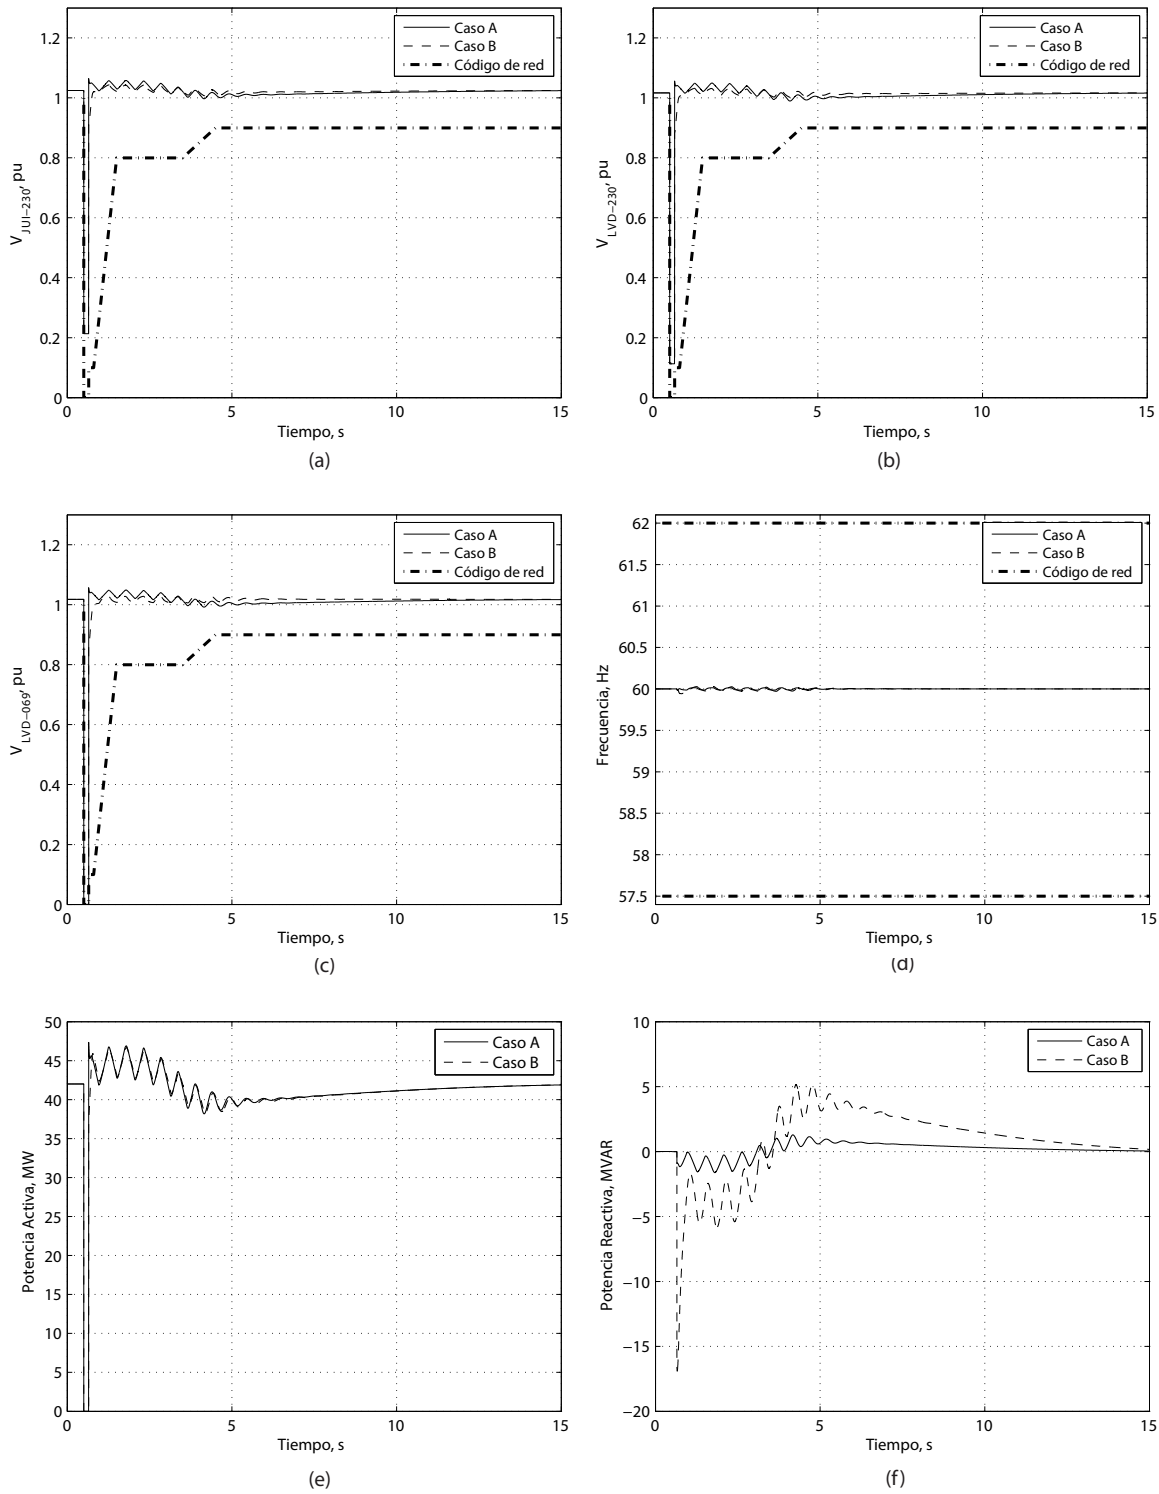 1.2
1
0.8
0.6
0.4
0.2
0
0 5 10 15
V JUI−230, pu
Tiempo, s
Caso A
Caso B
Código de red
(a)
1.2
1
0.8
0.6
0.4
0.2
0
0 5 10 15
V LVD−230, pu
Tiempo, s
Caso A
Caso B
Código de red
(b)
1.2
1
0.8
0.6
0.4
0.2
0
0 5 10 15
V LVD−069, pu
Tiempo, s
Caso A
Caso B
Código de red
(c)
62
61.5
61
60.5
60
59.5
59
58.5
58
57.5
0 5 10 15
Frecuencia, Hz
Tiempo, s
Caso A
Caso B
Código de red
(d)
50
45
40
35
30
25
20
15
10
5
0
0 5 10 15
Potencia Activa, MW
Tiempo, s
Caso A
Caso B
(e)
10
5
0
−5
−10
−15
−20
0 5 10 15
Potencia Reactiva, MVAR
Tiempo, s
Caso A
Caso B
(f)